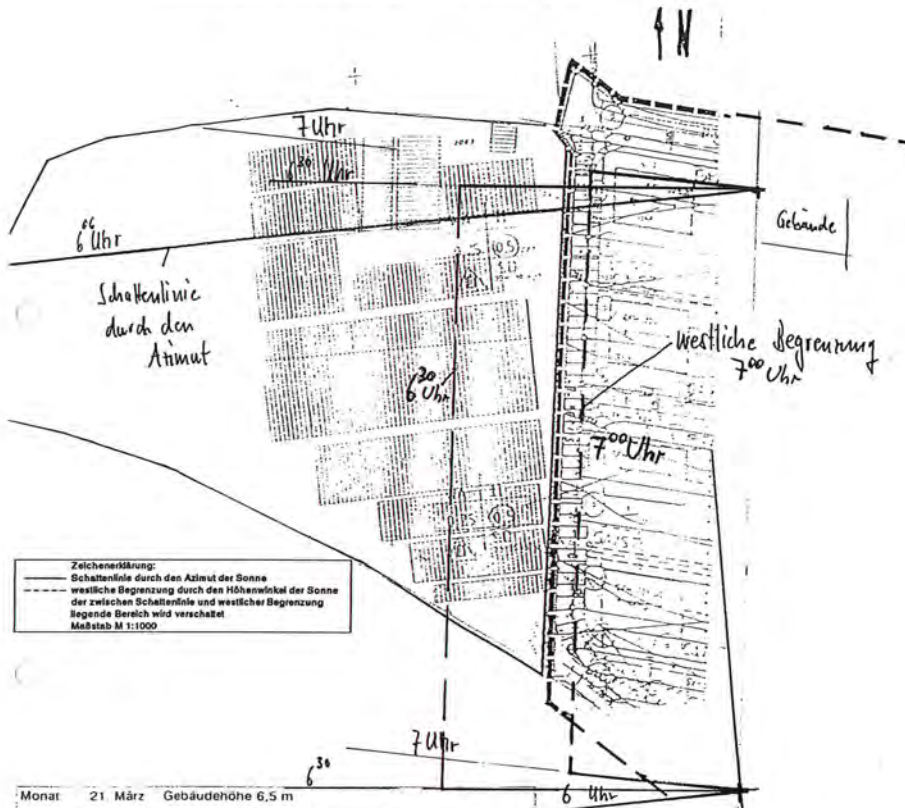 N
7 Uhr
6³⁰ Uhr
Gebäude
6⁰⁶ Uhr
Schattenlinie
durch den
Azimut
westliche Begrenzung
7⁰⁰ Uhr
6³⁰ Uhr
7⁰⁰ Uhr
Zeichenerklärung:
Schattenlinie durch den Azimut der Sonne
westliche Begrenzung durch den Höhenwinkel der Sonne
der zwischen Schattenlinie und westlicher Begrenzung
liegende Bereich wird verschattet
Maßstab M 1:1000
7 Uhr
6³⁰
6 Uhr
Monat 21. März Gebäudehöhe 6,5 m